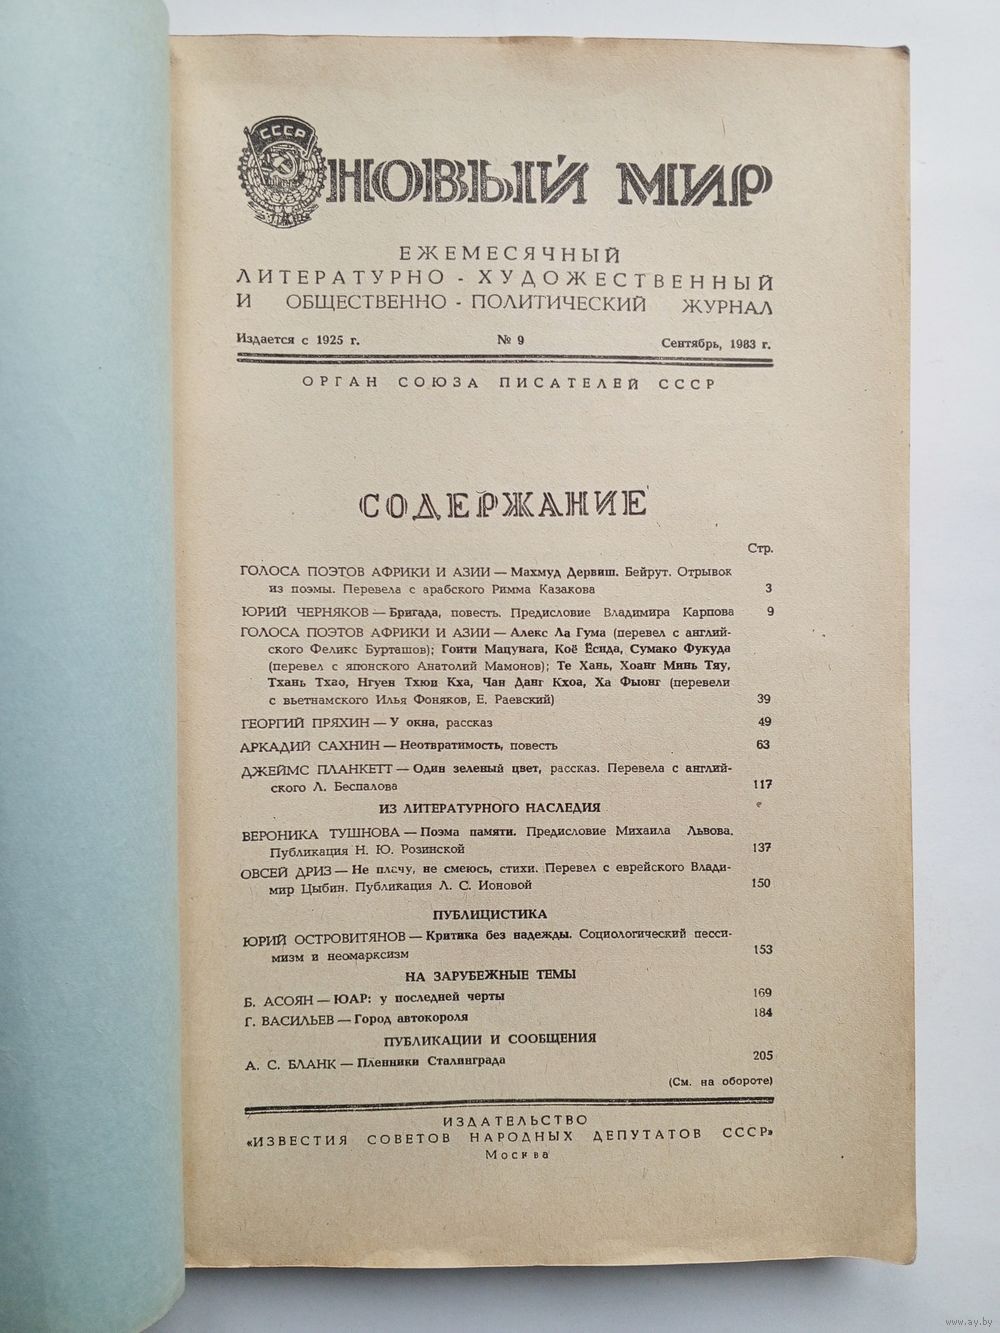 СССР
НОВЫЙ МИР
ЕЖЕМЕСЯЧНЫЙ
ЛИТЕРАТУРНО - ХУДОЖЕСТВЕННЫЙ
И ОБЩЕСТВЕННО - ПОЛИТИЧЕСКИЙ ЖУРНАЛ
Издается с 1925 г. № 9 Сентябрь, 1983 г.
ОРГАН СОЮЗА ПИСАТЕЛЕЙ СССР
СОДЕРЖАНИЕ
Стр.
ГОЛОСА ПОЭТОВ АФРИКИ И АЗИИ — Махмуд Дервиш. Бейрут. Отрывок
из поэмы. Перевела с арабского Римма Казакова 3
ЮРИЙ ЧЕРНЯКОВ — Бригада, повесть. Предисловие Владимира Карпова 9
ГОЛОСА ПОЭТОВ АФРИКИ И АЗИИ — Алекс Ла Гума (перевел с англий-
ского Феликс Бурташов); Гоити Мацунага, Коё Ёсида, Сумако Фукуда
(перевел с японского Анатолий Мамонов); Те Хань, Хоанг Минь Тяу,
Тхань Тхао, Нгуен Тхюи Кха, Чан Данг Кхоа, Ха Фыонг (перевели
с вьетнамского Илья Фоняков, Е. Раевский) 39
ГЕОРГИЙ ПРЯХИН — У окна, рассказ 49
АРКАДИЙ САХНИН — Неотвратимость, повесть 63
ДЖЕЙМС ПЛАНКЕТТ — Один зеленый цвет, рассказ. Перевела с англий-
ского Л. Беспалова 117
ИЗ ЛИТЕРАТУРНОГО НАСЛЕДИЯ
ВЕРОНИКА ТУШНОВА — Поэма памяти. Предисловие Михаила Львова.
Публикация Н. Ю. Розинской 137
ОВСЕЙ ДРИЗ — Не плачу, не смеюсь, стихи. Перевел с еврейского Влади-
мир Цыбин. Публикация Л. С. Ионовой 150
ПУБЛИЦИСТИКА
ЮРИЙ ОСТРОВИТЯНОВ — Критика без надежды. Социологический песси-
мизм и неомарксизм 153
НА ЗАРУБЕЖНЫЕ ТЕМЫ
Б. АСОЯН — ЮАР: у последней черты 169
Г. ВАСИЛЬЕВ — Город автокороля 184
ПУБЛИКАЦИИ И СООБЩЕНИЯ
А. С. БЛАНК — Пленники Сталинграда 205
(См. на обороте)
ИЗДАТЕЛЬСТВО
«ИЗВЕСТИЯ СОВЕТОВ НАРОДНЫХ ДЕПУТАТОВ СССР»
Москва
www.ay.by